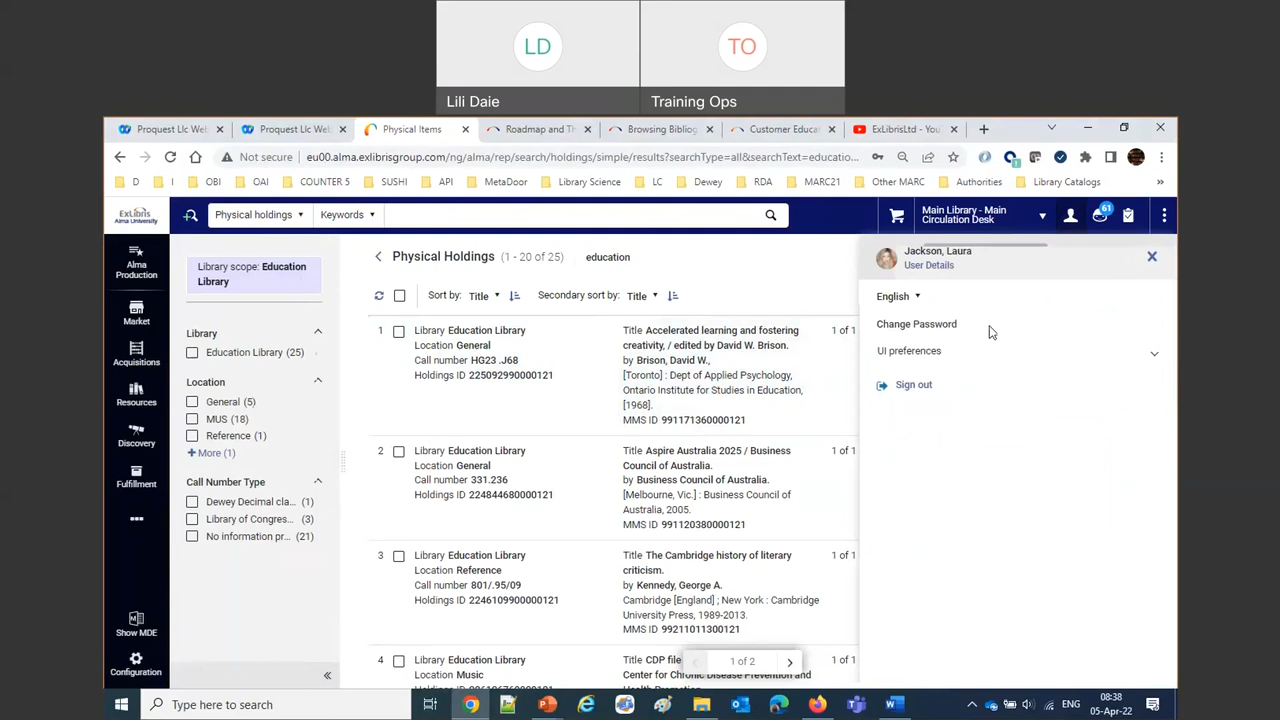 LD
TO
Lili Daie
Training Ops
Proquest Llc Web
Proquest Llc Web
Physical Items
Roadmap and Th
Browsing Bibliog
Customer Educa
ExLibrisLtd - You
Not secure
eu00.alma.exlibrisgroup.com/ng/alma/rep/search/holdings/simple/results?searchType=all&searchText=educatio...
D
I
OBI
OAI
COUNTER 5
SUSHI
API
MetaDoor
Library Science
LC
Dewey
RDA
MARC21
Other MARC
Authorities
Library Catalogs
»
ExLibris
Alma University
Physical holdings
Keywords
Main Library - Main
Circulation Desk
61
Alma
Production
Market
Acquisitions
Resources
Discovery
Fulfillment
Show MDE
Configuration
Library scope: Education
Library
Library
Education Library (25)
Location
General (5)
MUS (18)
Reference (1)
+ More (1)
Call Number Type
Dewey Decimal cla... (1)
Library of Congres... (3)
No information pr... (21)
Physical Holdings (1 - 20 of 25) education
Sort by: Title
Secondary sort by: Title
1
Library Education Library
Location General
Call number HG23 .J68
Holdings ID 225092990000121
Title Accelerated learning and fostering
creativity, / edited by David W. Brison.
by Brison, David W.,
[Toronto] : Dept of Applied Psychology,
Ontario Institute for Studies in Education,
[1968].
MMS ID 991171360000121
1 of 1
2
Library Education Library
Location General
Call number 331.236
Holdings ID 224844680000121
Title Aspire Australia 2025 / Business
Council of Australia.
by Business Council of Australia.
[Melbourne, Vic.] : Business Council of
Australia, 2005.
MMS ID 991120380000121
1 of 1
3
Library Education Library
Location Reference
Call number 801/.95/09
Holdings ID 2246109900000121
Title The Cambridge history of literary
criticism.
by Kennedy, George A.
Cambridge [England] ; New York : Cambridge
University Press, 1989-2013.
MMS ID 99211011300121
1 of 1
4
Library Education Library
Location Music
Title CDP file
Center for Chronic Disease Prevention and
1 of 1
1 of 2
Jackson, Laura
User Details
English
Change Password
UI preferences
Sign out
Type here to search
ENG
08:38
05-Apr-22